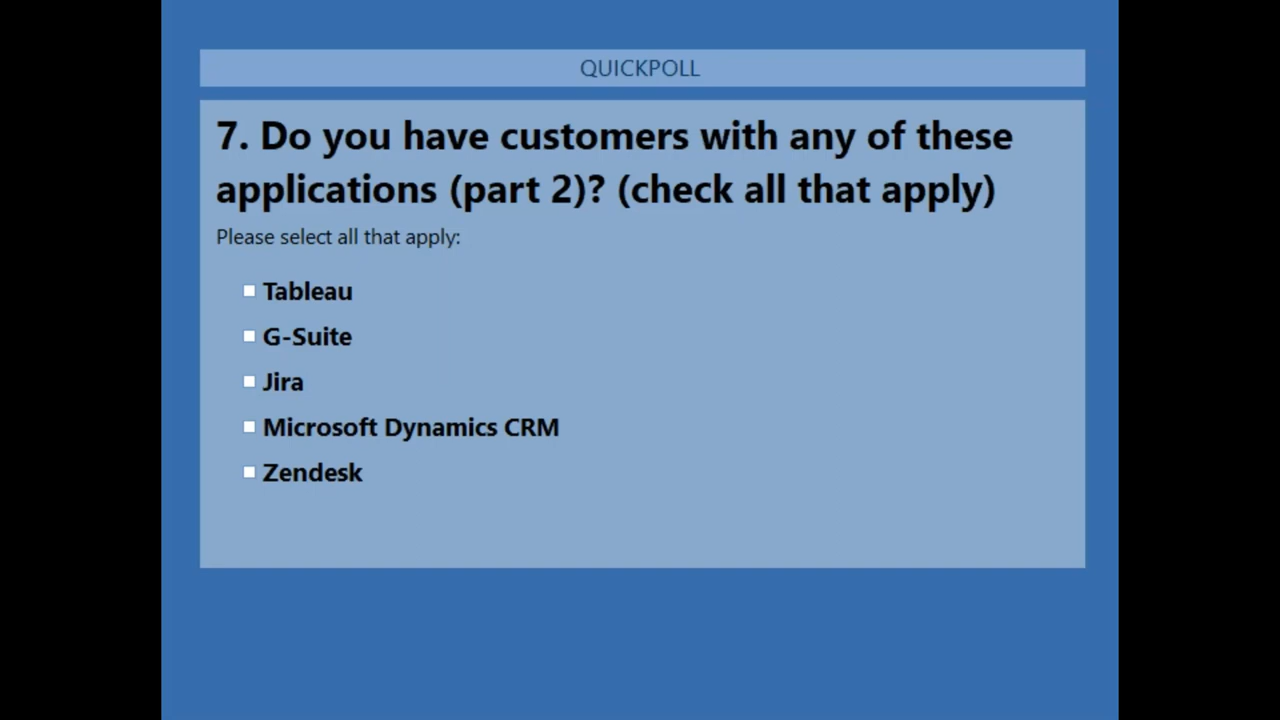 QUICKPOLL
7. Do you have customers with any of these
applications (part 2)? (check all that apply)
Please select all that apply:
Tableau
G-Suite
Jira
Microsoft Dynamics CRM
Zendesk